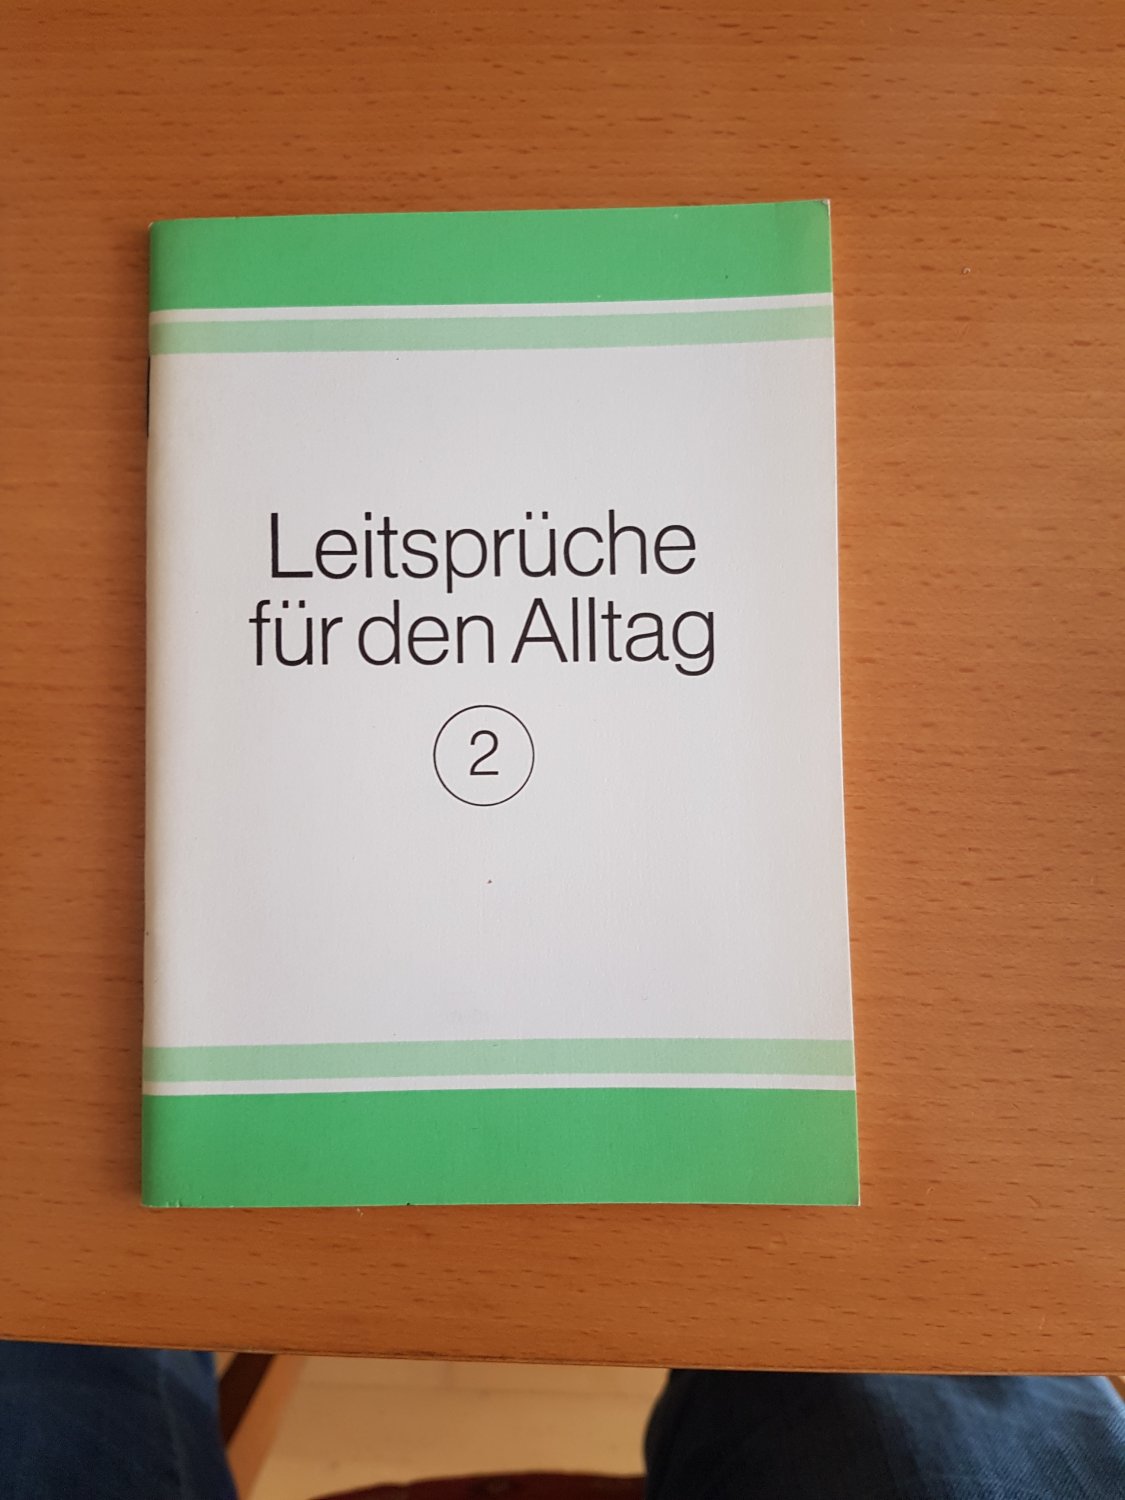 Leitsprüche
für den Alltag
2